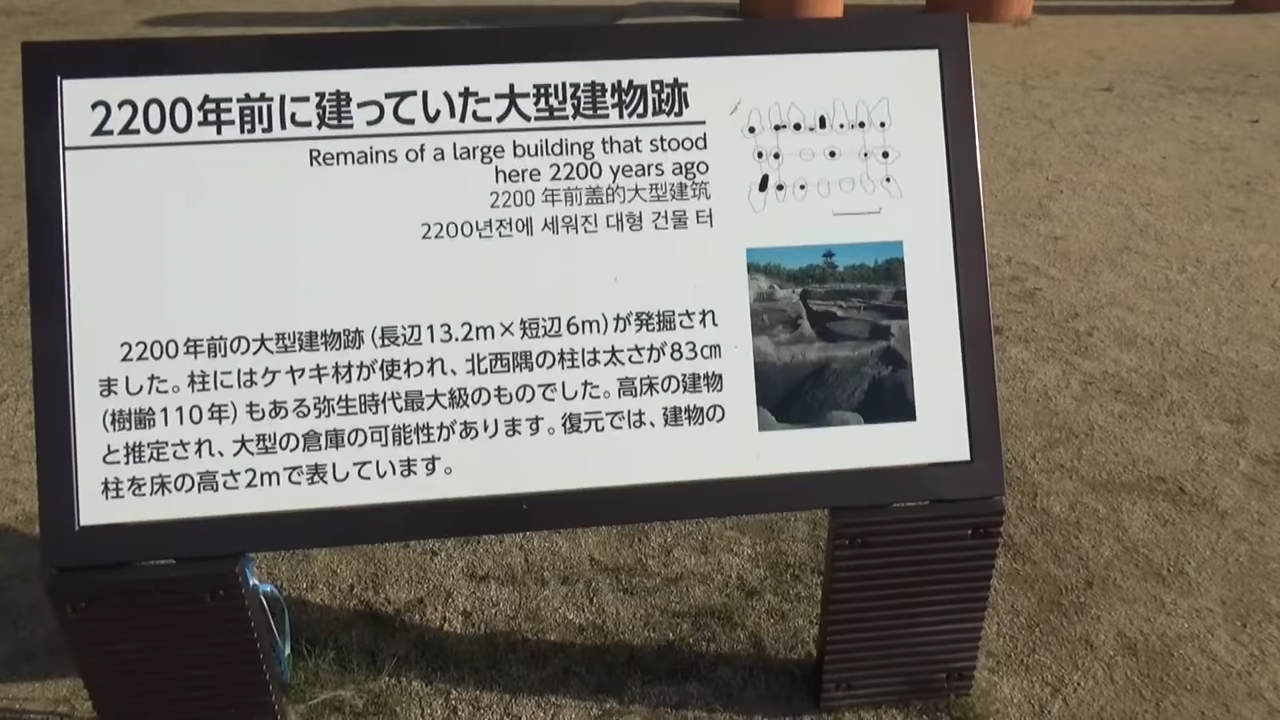 2200年前に建っていた大型建物跡
Remains of a large building that stood
here 2200 years ago
2200 年前盖的大型建筑
2200년전에 세워진 대형 건물 터
2200年前の大型建物跡（長辺13.2m×短辺6m）が発掘され
ました。柱にはケヤキ材が使われ、北西隅の柱は太さが83㎝
（樹齢110年）もある弥生時代最大級のものでした。高床の建物
と推定され、大型の倉庫の可能性があります。復元では、建物の
柱を床の高さ2mで表しています。